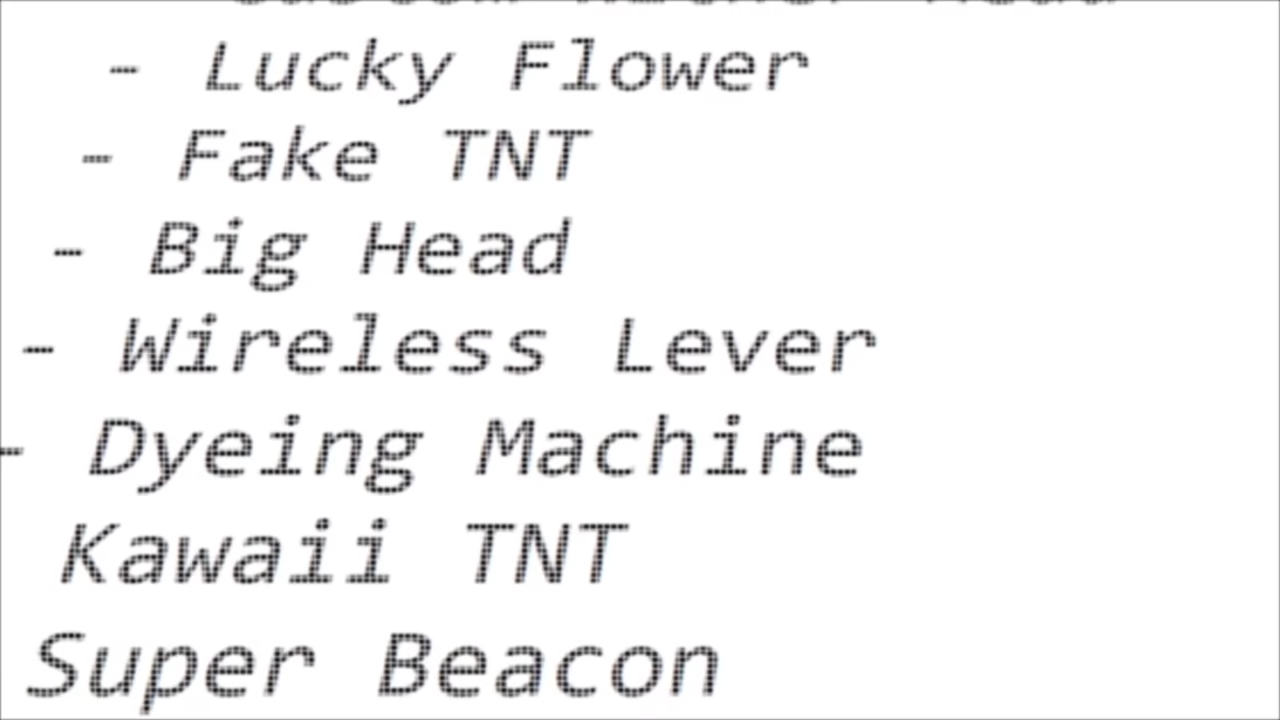 - Lucky Flower
- Fake TNT
- Big Head
- Wireless Lever
- Dyeing Machine
Kawaii TNT
Super Beacon